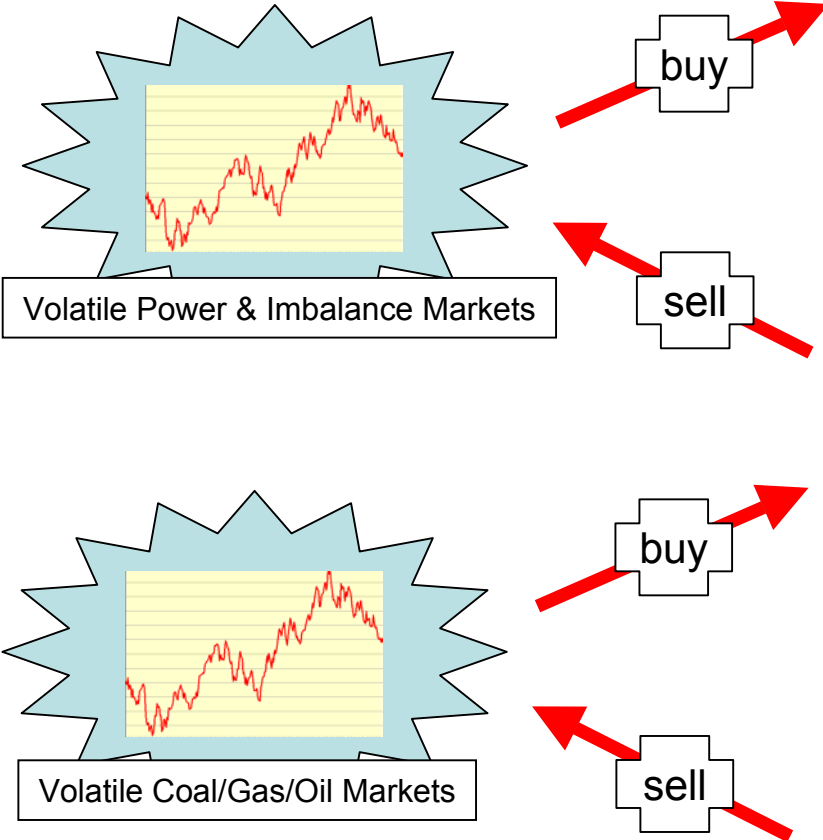 buy
Volatile Power & Imbalance Markets
sell
buy
Volatile Coal/Gas/Oil Markets
sell